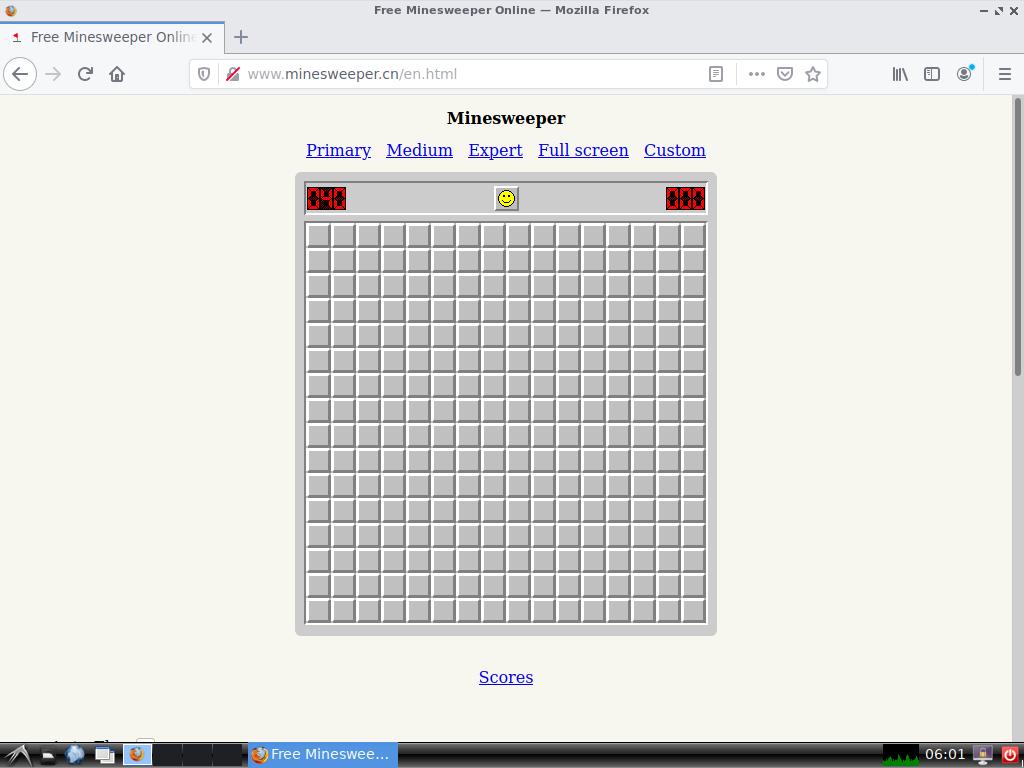 Free Minesweeper Online — Mozilla Firefox
Free Minesweeper Online
www.minesweeper.cn/en.html
Minesweeper
Primary Medium Expert Full screen Custom
040 000
Scores
Free Mineswee... 06:01